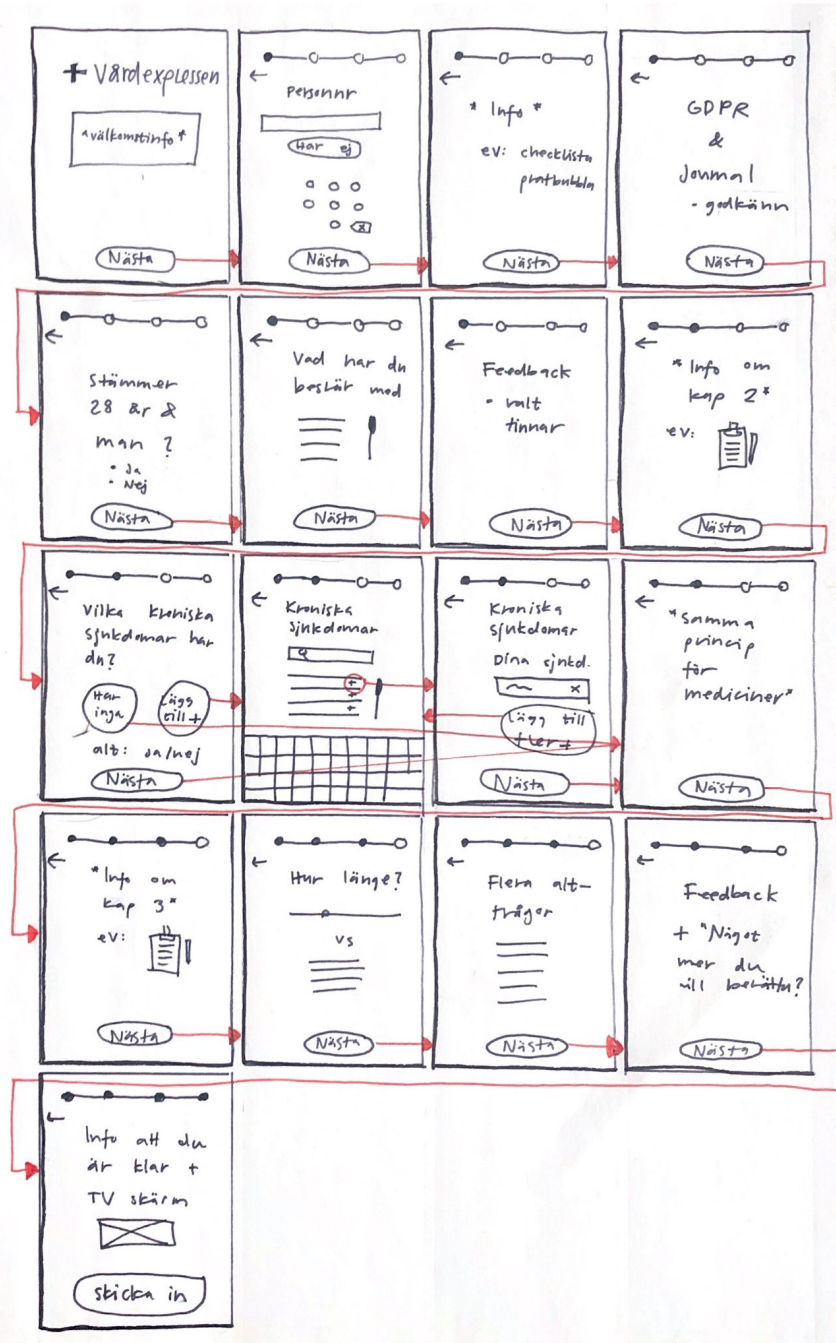 + Vårdexpressen
*välkomstinfo*
Nästa
Personnr
Har ej
x
Nästa
* Info *
ev: checklista
pratbubbla
Nästa
GDPR
&
Journal
- godkänn
Nästa
Stämmer
28 år &
man ?
• Ja
• Nej
Nästa
Vad har du
besvär med
Nästa
Feedback
• valt
tinnar
Nästa
*Info om
kap 2*
ev:
Nästa
Vilka kroniska
sjukdomar har
du?
Har
inga
Lägg
till +
alt: Ja/nej
Nästa
Kroniska
sjukdomar
+
+
+
Kroniska
sjukdomar
Dina sjukd.
x
Lägg till
fler +
Nästa
*Samma
princip
för
mediciner*
Nästa
*Info om
kap 3*
ev:
Nästa
Hur länge?
vs
Nästa
Flera alt-
frågor
Nästa
Feedback
+ "Något
mer du
vill berätta?
Nästa
Info att du
är klar +
TV skärm
skicka in